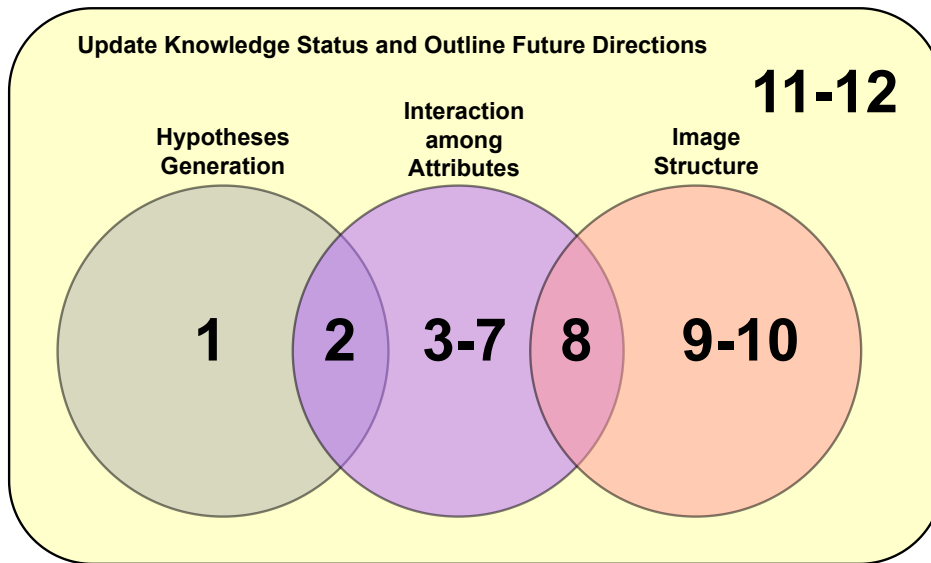 Update Knowledge Status and Outline Future Directions
11-12
Hypotheses
Generation
Interaction
among
Attributes
Image
Structure
1
2
3-7
8
9-10